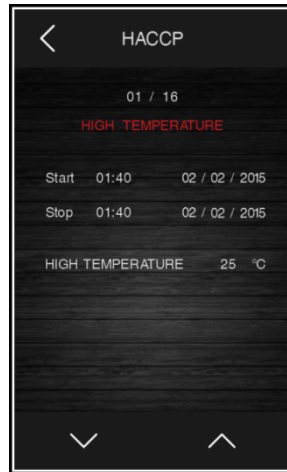 HACCP
01 / 16
HIGH TEMPERATURE
Start 01:40 02 / 02 / 2015
Stop 01:40 02 / 02 / 2015
HIGH TEMPERATURE 25 °C